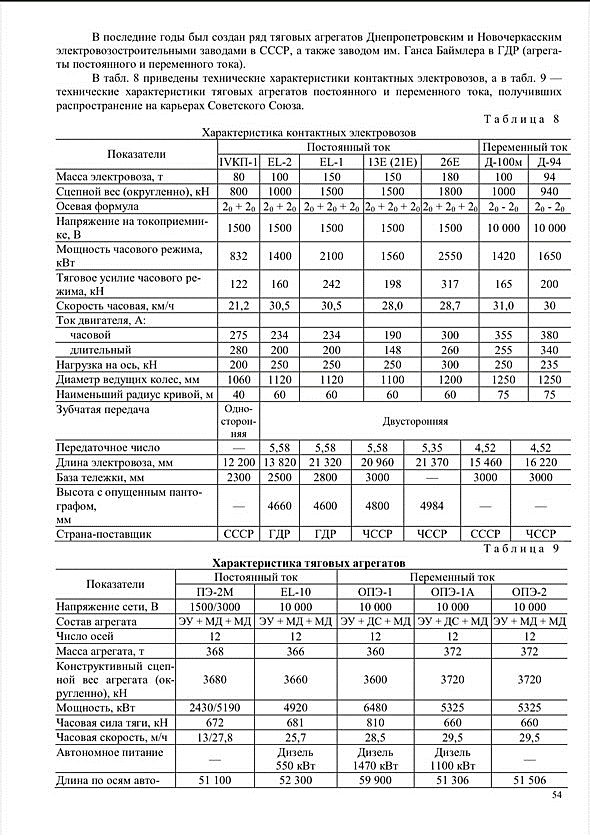 В последние годы был создан ряд тяговых агрегатов Днепропетровским и Новочеркасским
электровозостроительными заводами в СССР, а также заводом им. Ганса Баймлера в ГДР (агрега-
ты постоянного и переменного тока).
В табл. 8 приведены технические характеристики контактных электровозов, а в табл. 9 —
технические характеристики тяговых агрегатов постоянного и переменного тока, получивших
распространение на карьерах Советского Союза.
Таблица 8
Характеристика контактных электровозов
Показатели Постоянный ток Переменный ток
IVКП-1 EL-2 EL-1 13Е (21Е) 26Е Д-100м Д-94
Масса электровоза, т 80 100 150 150 180 100 94
Сцепной вес (округленно), кН 800 1000 1500 1500 1800 1000 940
Осевая формула 2₀ + 2₀ 2₀ + 2₀ 2₀ + 2₀ + 2₀ 2₀ + 2₀ + 2₀ 2₀ + 2₀ + 2₀ 2₀ - 2₀ 2₀ - 2₀
Напряжение на токоприемни-
ке, В 1500 1500 1500 1500 1500 10 000 10 000
Мощность часового режима,
кВт 832 1400 2100 1560 2550 1420 1650
Тяговое усилие часового ре-
жима, кН 122 160 242 198 317 165 200
Скорость часовая, км/ч 21,2 30,5 30,5 28,0 28,7 31,0 30
Ток двигателя, А:
часовой 275 234 234 190 300 355 380
длительный 280 200 200 148 260 255 340
Нагрузка на ось, кН 200 250 250 250 300 250 235
Диаметр ведущих колес, мм 1060 1120 1120 1100 1200 1250 1250
Наименьший радиус кривой, м 40 60 60 60 60 75 75
Зубчатая передача Одно-
сторон- Двусторонняя
няя
Передаточное число — 5,58 5,58 5,58 5,35 4,52 4,52
Длина электровоза, мм 12 200 13 820 21 320 20 960 21 370 15 460 16 220
База тележки, мм 2300 2500 2800 3000 — 3000 3000
Высота с опущенным панто-
графом, — 4660 4600 4800 4984 — —
мм
Страна-поставщик СССР ГДР ГДР ЧССР ЧССР СССР ЧССР
Таблица 9
Характеристика тяговых агрегатов
Показатели Постоянный ток Переменный ток
ПЭ-2М EL-10 ОПЭ-1 ОПЭ-1А ОПЭ-2
Напряжение сети, В 1500/3000 10 000 10 000 10 000 10 000
Состав агрегата ЭУ + МД + МД ЭУ + МД + МД ЭУ + ДС + МД ЭУ + ДС + МД ЭУ + МД + МД
Число осей 12 12 12 12 12
Масса агрегата, т 368 366 360 372 372
Конструктивный сцеп-
ной вес агрегата (ок- 3680 3660 3600 3720 3720
ругленно), кН
Мощность, кВт 2430/5190 4920 6480 5325 5325
Часовая сила тяги, кН 672 681 810 660 660
Часовая скорость, м/ч 13/27,8 25,7 28,5 29,5 29,5
Автономное питание — Дизель Дизель Дизель —
550 кВт 1470 кВт 1100 кВт
Длина по осям авто- 51 100 52 300 59 900 51 306 51 506
54